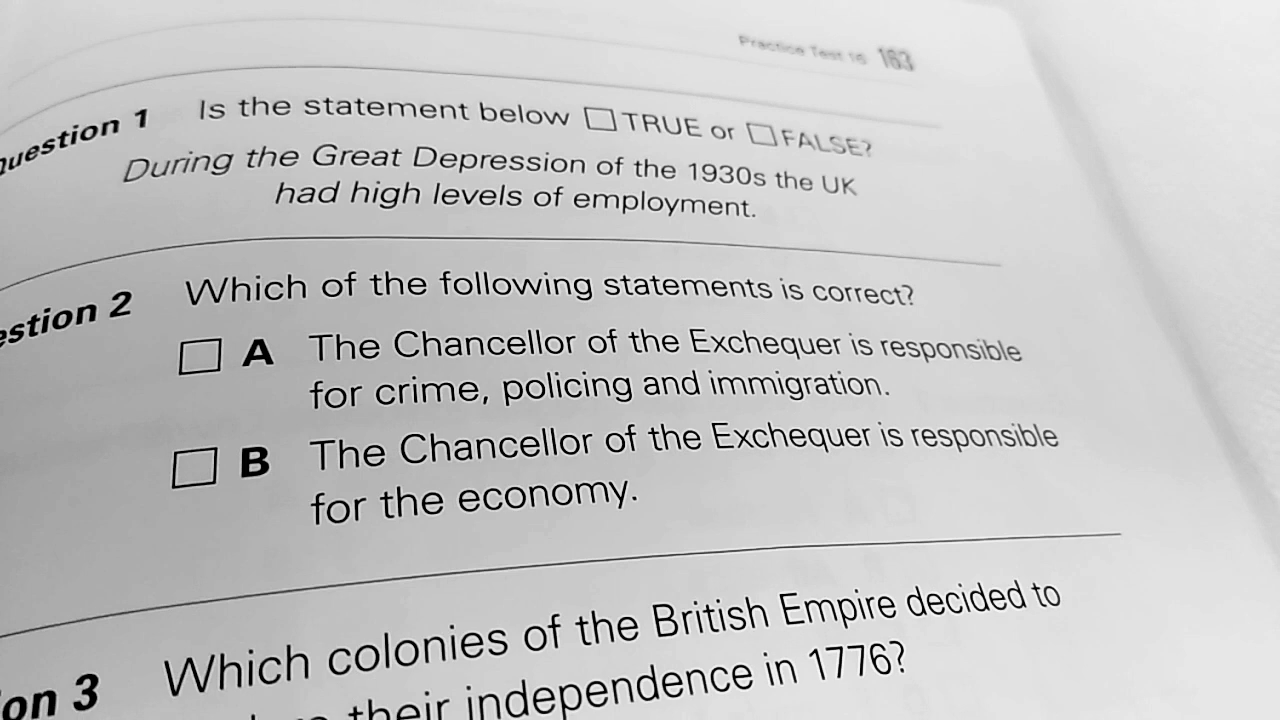 Practice Test 16 163
Question 1 Is the statement below ☐ TRUE or ☐ FALSE?
During the Great Depression of the 1930s the UK
had high levels of employment.
estion 2 Which of the following statements is correct?
☐ A The Chancellor of the Exchequer is responsible
for crime, policing and immigration.
☐ B The Chancellor of the Exchequer is responsible
for the economy.
on 3 Which colonies of the British Empire decided to
their independence in 1776?